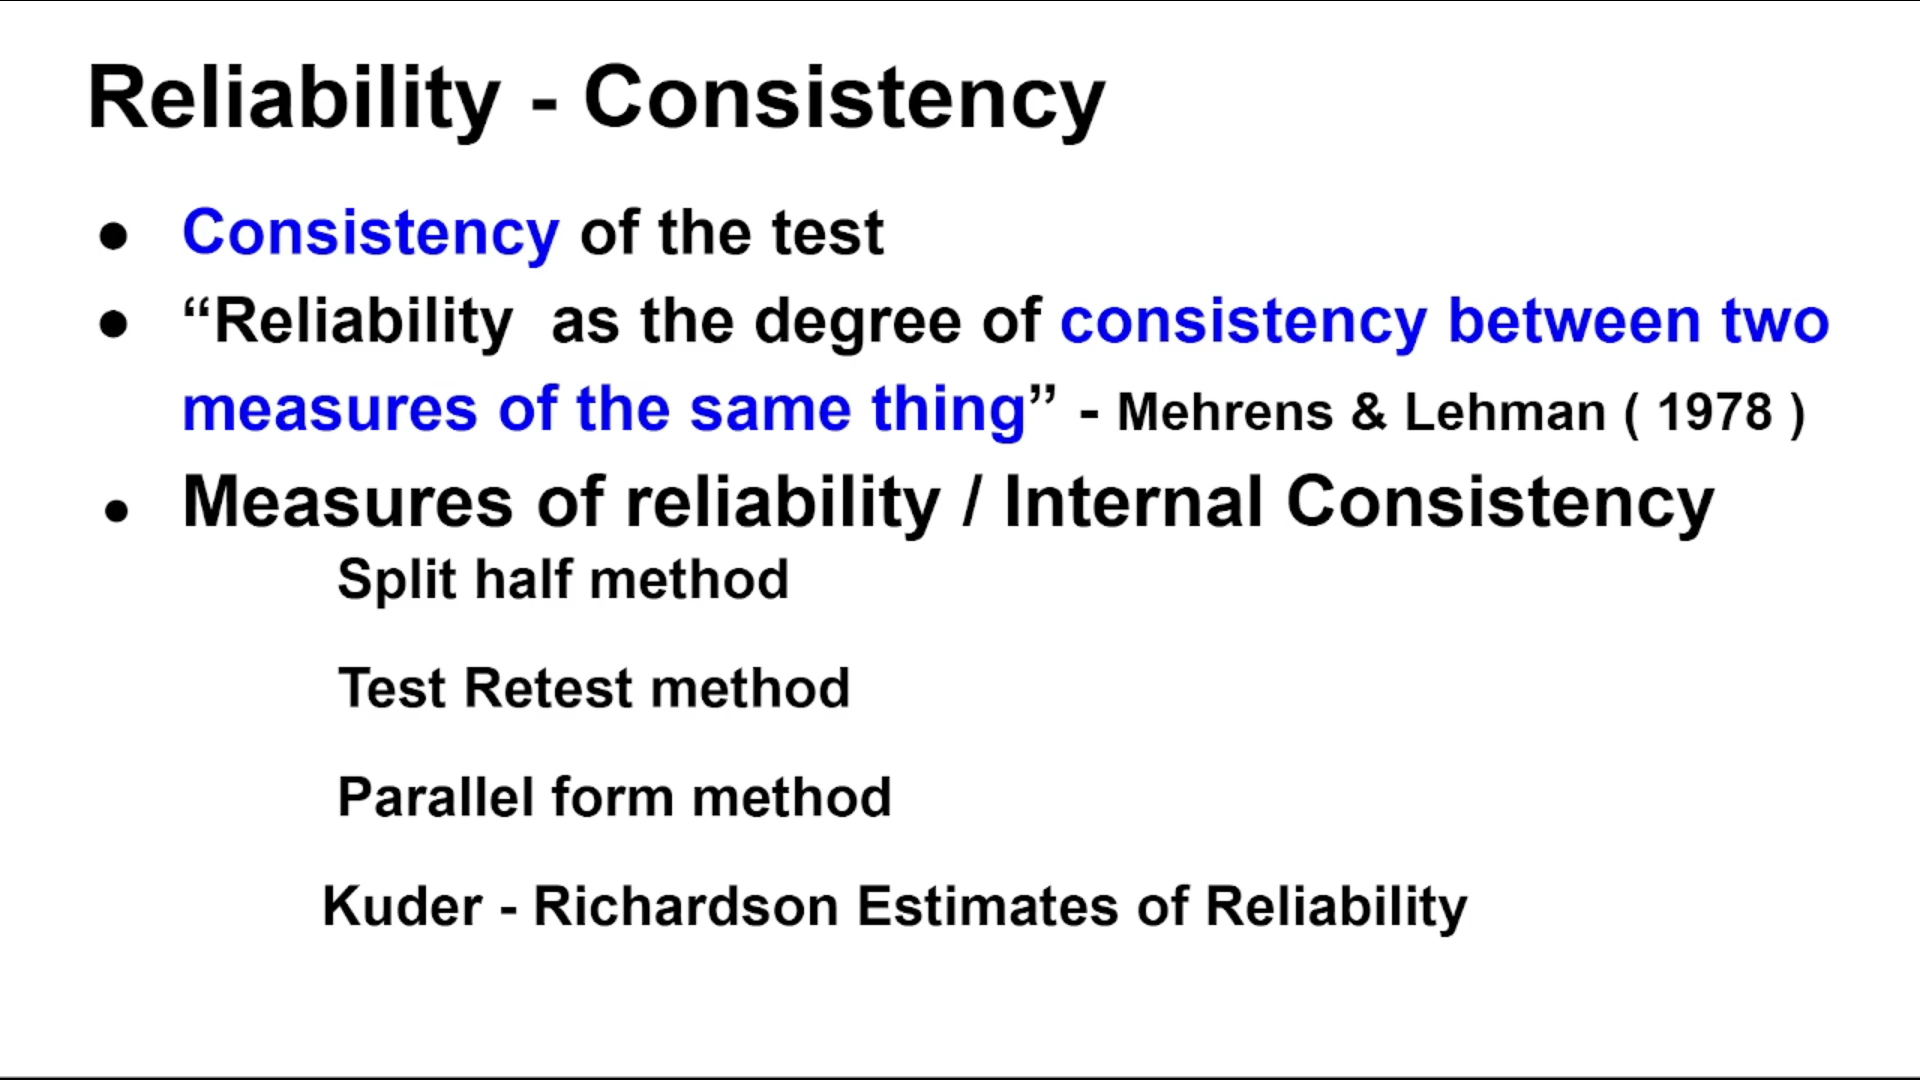 Reliability - Consistency
● Consistency of the test
● “Reliability  as the degree of consistency between two
measures of the same thing” - Mehrens & Lehman ( 1978 )
● Measures of reliability / Internal Consistency
Split half method
Test Retest method
Parallel form method
Kuder - Richardson Estimates of Reliability